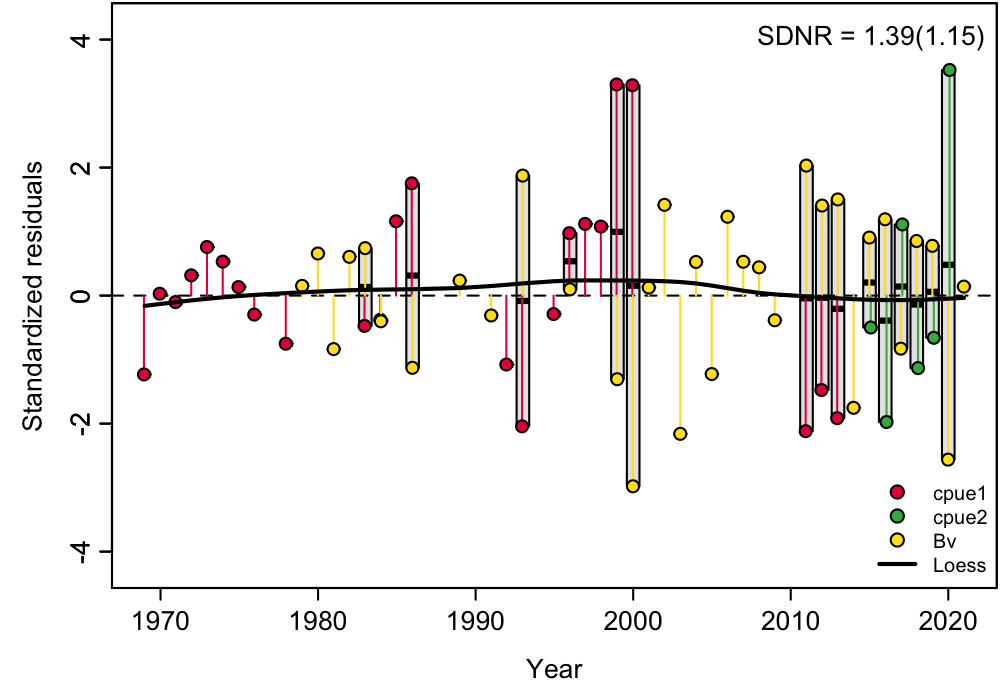 SDNR = 1.39(1.15)
Standardized residuals
4
2
0
-2
-4
cpue1
cpue2
Bv
Loess
1970 1980 1990 2000 2010 2020
Year